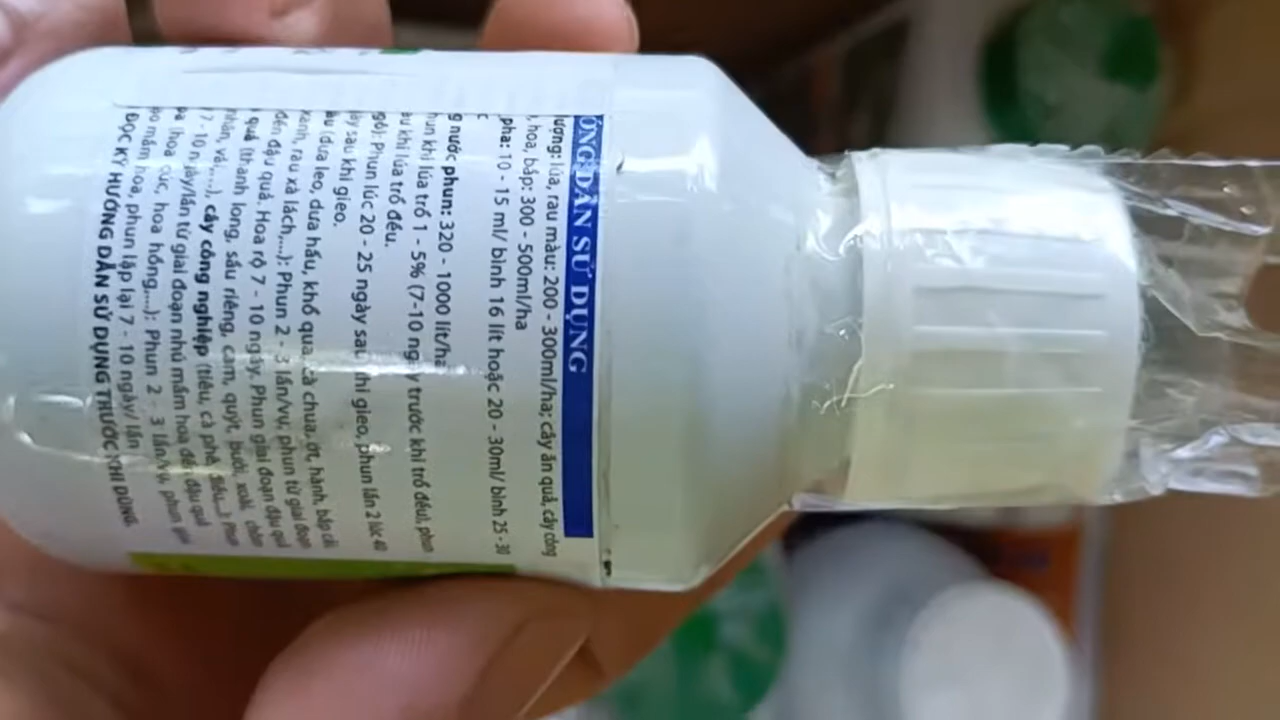 ỚNG DẪN SỬ DỤNG
ượng: lúa, rau màu: 200 - 300ml/ha; cây ăn quả, cây công
hoa, bắp: 300 - 500ml/ha
pha: 10 - 15 ml/ bình 16 lít hoặc 20 - 30ml/ bình 25 - 30
g nước phun: 320 - 1000 lít/ha
un khi lúa trổ 1 - 5% (7-10 ngày trước khi trổ đều), phun
u khi lúa trổ đều.
gô): Phun lúc 20 - 25 ngày sau khi gieo, phun lần 2 lúc 40
y sau khi gieo.
ầu (dưa leo, dưa hấu, khổ qua, cà chua, ớt, hành, bắp cải
xanh, rau xà lách,...): Phun 2 - 3 lần/vụ, phun từ giai đoạn
đến đậu quả. Hoa rộ 7 - 10 ngày. Phun giai đoạn đậu quả
quả (thanh long, sầu riêng, cam, quýt, bưởi, xoài, chôm
nhãn, vải,...), cây công nghiệp (tiêu, cà phê, điều,...) Phun
7 - 10 ngày/lần từ giai đoạn nhú mầm hoa đến đậu quả
(hoa cúc, hoa hồng,...): Phun 2 - 3 lần/vụ, phun
mầm hoa, phun lặp lại 7 - 10 ngày/ lần
ĐỌC KỸ HƯỚNG DẪN SỬ DỤNG TRƯỚC KHI DÙNG